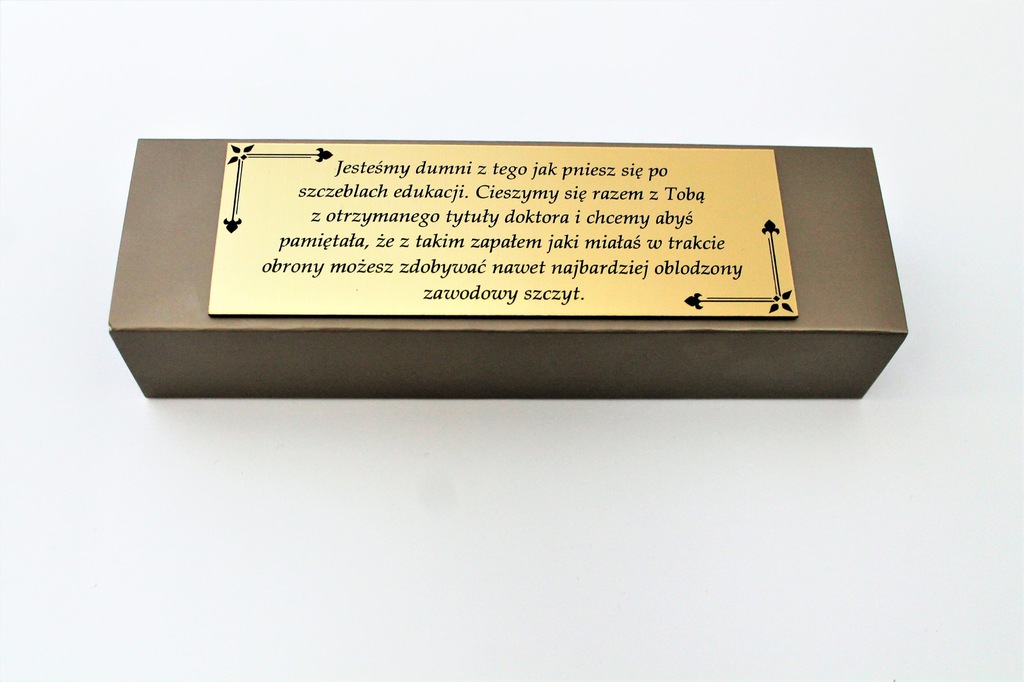 Jesteśmy dumni z tego jak pniesz się po
szczeblach edukacji. Cieszymy się razem z Tobą
z otrzymanego tytuły doktora i chcemy abyś
pamiętała, że z takim zapałem jaki miałaś w trakcie
obrony możesz zdobywać nawet najbardziej oblodzony
zawodowy szczyt.